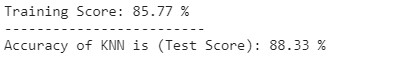 Training Score: 85.77 %
-------------------------
Accuracy of KNN is (Test Score): 88.33 %